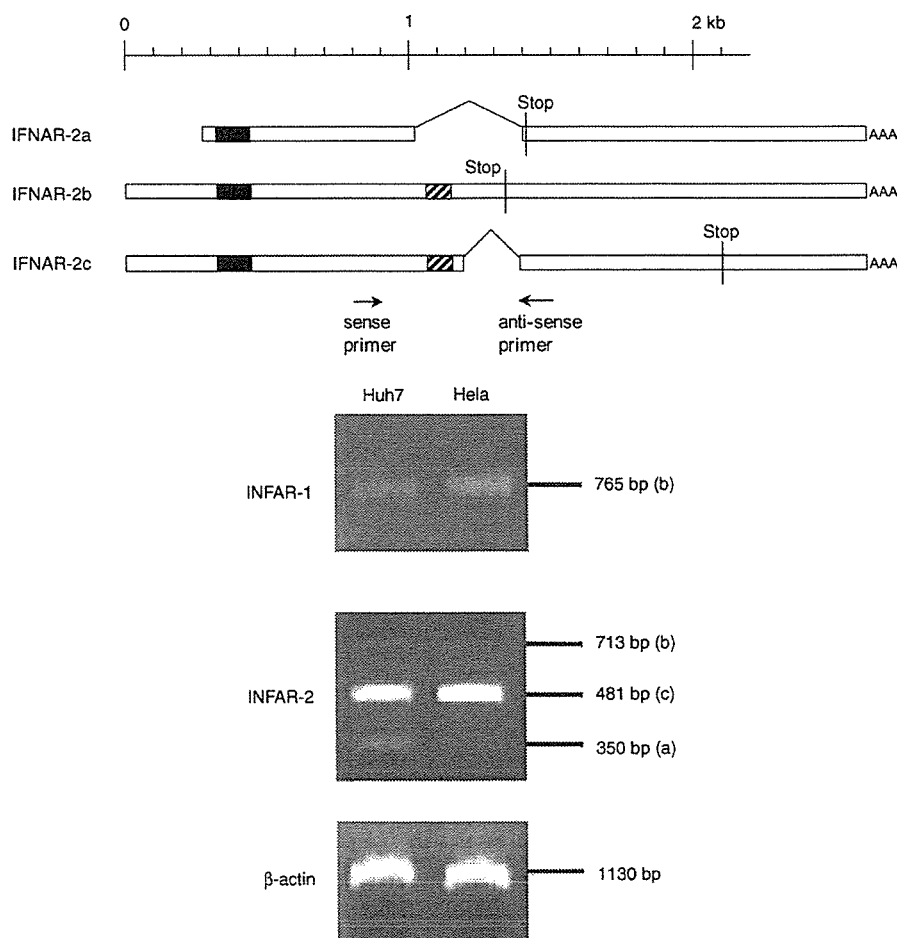 0 1 2 kb
Stop
IFNAR-2a AAA
Stop
IFNAR-2b AAA
Stop
IFNAR-2c AAA
sense
primer
anti-sense
primer
Huh7 Hela
INFAR-1 765 bp (b)
713 bp (b)
INFAR-2 481 bp (c)
350 bp (a)
β-actin 1130 bp